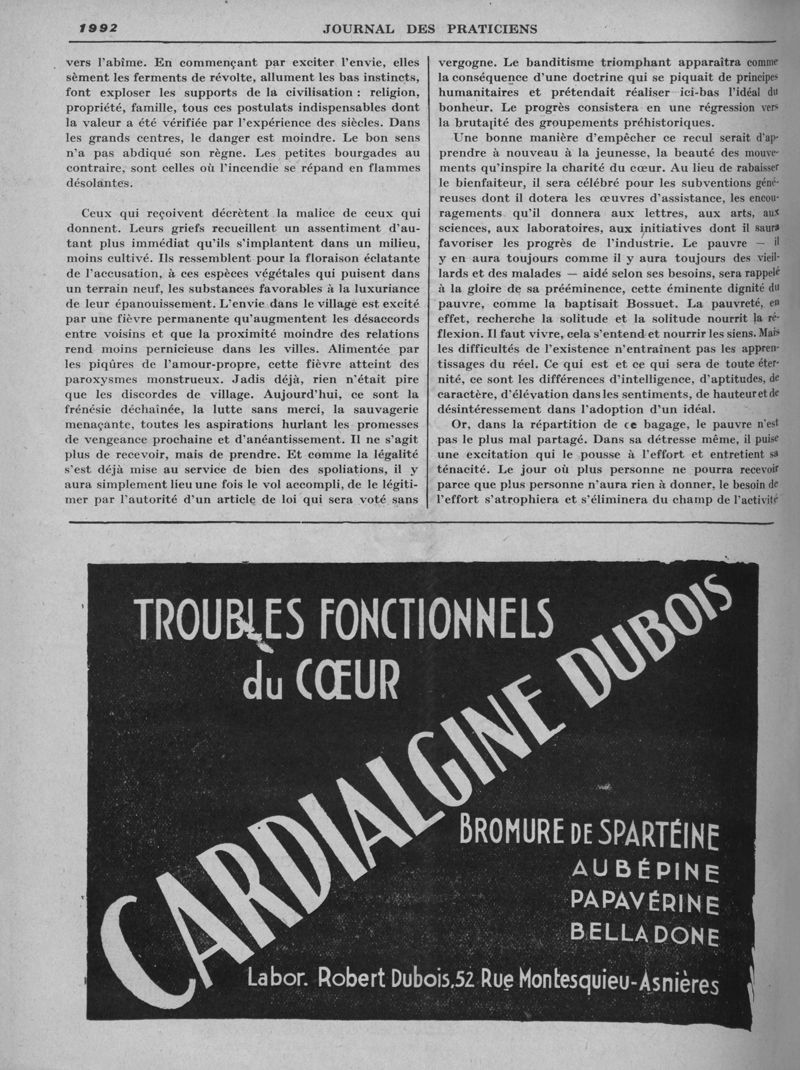 1992
JOURNAL DES PRATICIENS
vers l'abîme. En commençant par exciter l'envie, elles
sèment les ferments de révolte, allument les bas instincts,
font exploser les supports de la civilisation : religion,
propriété, famille, tous ces postulats indispensables dont
la valeur a été vérifiée par l'expérience des siècles. Dans
les grands centres, le danger est moindre. Le bon sens
n'a pas abdiqué son règne. Les petites bourgades au
contraire, sont celles où l'incendie se répand en flammes
désolantes.
Ceux qui reçoivent décrètent la malice de ceux qui
donnent. Leurs griefs recueillent un assentiment d'au-
tant plus immédiat qu'ils s'implantent dans un milieu,
moins cultivé. Ils ressemblent pour la floraison éclatante
de l'accusation, à ces espèces végétales qui puisent dans
un terrain neuf, les substances favorables à la luxuriance
de leur épanouissement. L'envie dans le village est excité
par une fièvre permanente qu'augmentent les désaccords
entre voisins et que la proximité moindre des relations
rend moins pernicieuse dans les villes. Alimentée par
les piqûres de l'amour-propre, cette fièvre atteint des
paroxysmes monstrueux. Jadis déjà, rien n'était pire
que les discordes de village. Aujourd'hui, ce sont la
frénésie déchaînée, la lutte sans merci, la sauvagerie
menaçante, toutes les aspirations hurlant les promesses
de vengeance prochaine et d'anéantissement. Il ne s'agit
plus de recevoir, mais de prendre. Et comme la légalité
s'est déjà mise au service de bien des spoliations, il y
aura simplement lieu une fois le vol accompli, de le légiti-
mer par l'autorité d'un article de loi qui sera voté sans
vergogne. Le banditisme triomphant apparaîtra comme
la conséquence d'une doctrine qui se piquait de principes
humanitaires et prétendait réaliser ici-bas l'idéal du
bonheur. Le progrès consistera en une régression vers
la brutalité des groupements préhistoriques.
Une bonne manière d'empêcher ce recul serait d'ap-
prendre à nouveau à la jeunesse, la beauté des mouve-
ments qu'inspire la charité du cœur. Au lieu de rabaisser
le bienfaiteur, il sera célébré pour les subventions géné-
reuses dont il dotera les œuvres d'assistance, les encou-
ragements qu'il donnera aux lettres, aux arts, aux
sciences, aux laboratoires, aux initiatives dont il saura
favoriser les progrès de l'industrie. Le pauvre — il
y en aura toujours comme il y aura toujours des vieil-
lards et des malades — aidé selon ses besoins, sera rappelé
à la gloire de sa prééminence, cette éminente dignité du
pauvre, comme la baptisait Bossuet. La pauvreté, en
effet, recherche la solitude et la solitude nourrit la ré-
flexion. Il faut vivre, cela s'entend et nourrir les siens. Mais
les difficultés de l'existence n'entraînent pas les appren-
tissages du réel. Ce qui est et ce qui sera de toute éter-
nité, ce sont les différences d'intelligence, d'aptitudes, de
caractère, d'élévation dans les sentiments, de hauteur et de
désintéressement dans l'adoption d'un idéal.
Or, dans la répartition de ce bagage, le pauvre n'est
pas le plus mal partagé. Dans sa détresse même, il puise
une excitation qui le pousse à l'effort et entretient sa
ténacité. Le jour où plus personne ne pourra recevoir
parce que plus personne n'aura rien à donner, le besoin de
l'effort s'atrophiera et s'éliminera du champ de l'activité
TROUBLES FONCTIONNELS
du CŒUR
CARDIALGINE DUBOIS
BROMURE DE SPARTÉINE
AUBÉPINE
PAPAVÉRINE
BELLADONE
Labor. Robert Dubois, 52 Rue Montesquieu-Asnières